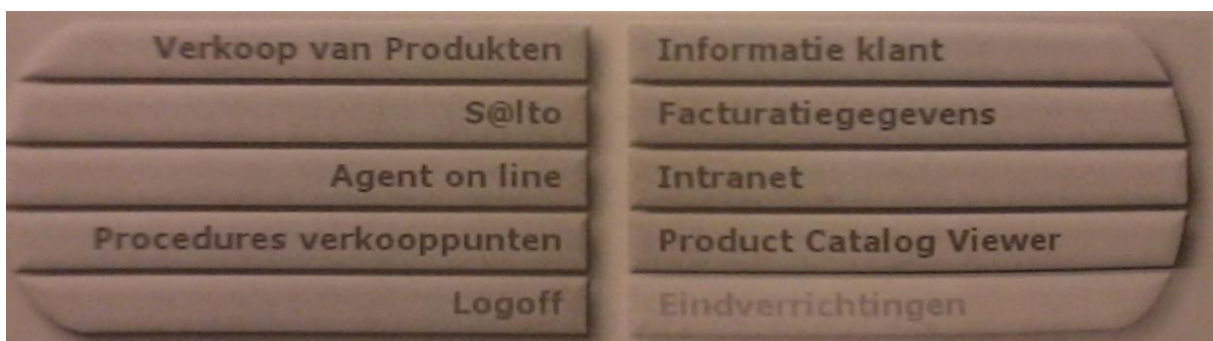 Verkoop van Produkten
S@lto
Agent on line
Procedures verkooppunten
Logoff
Informatie klant
Facturatiegegevens
Intranet
Product Catalog Viewer
Eindverrichtingen